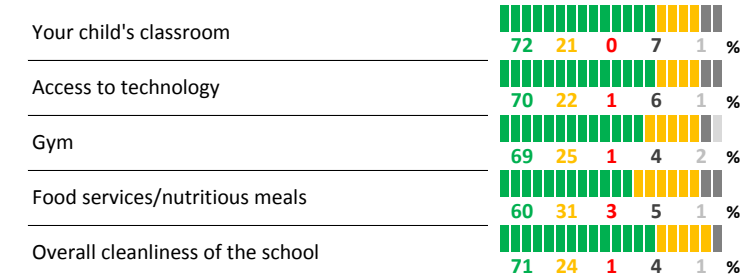 Your child's classroom
72 21 0 7 1 %
Access to technology
70 22 1 6 1 %
Gym
69 25 1 4 2 %
Food services/nutritious meals
60 31 3 5 1 %
Overall cleanliness of the school
71 24 1 4 1 %